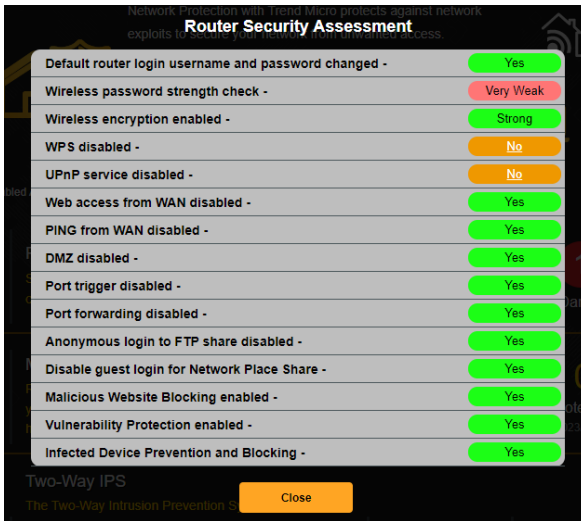 Network Protection with Trend Micro protects against network
exploits to secure your network from unwanted access.
Router Security Assessment
Default router login username and password changed - Yes
Wireless password strength check - Very Weak
Wireless encryption enabled - Strong
WPS disabled - No
UPnP service disabled - No
Web access from WAN disabled - Yes
PING from WAN disabled - Yes
DMZ disabled - Yes
Port trigger disabled - Yes
Port forwarding disabled - Yes
Anonymous login to FTP share disabled - Yes
Disable guest login for Network Place Share - Yes
Malicious Website Blocking enabled - Yes
Vulnerability Protection enabled - Yes
Infected Device Prevention and Blocking - Yes
Two-Way IPS
The Two-Way Intrusion Prevention
Close